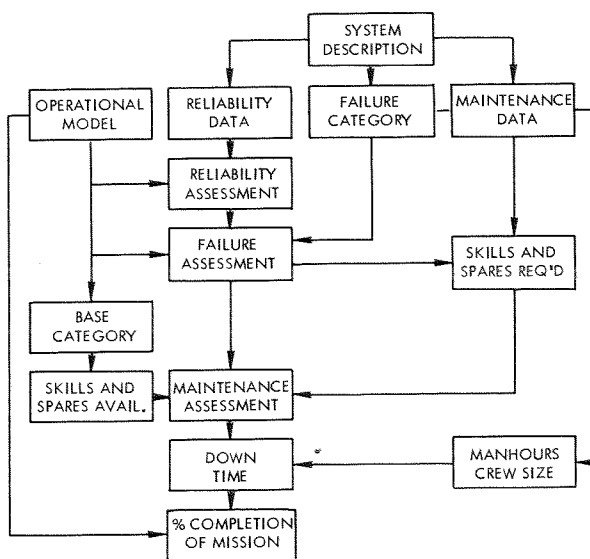 SYSTEM
DESCRIPTION
OPERATIONAL
MODEL
RELIABILITY
DATA
FAILURE
CATEGORY
MAINTENANCE
DATA
RELIABILITY
ASSESSMENT
FAILURE
ASSESSMENT
SKILLS AND
SPARES REQ'D
BASE
CATEGORY
SKILLS AND
SPARES AVAIL.
MAINTENANCE
ASSESSMENT
DOWN
TIME
MANHOURS
CREW SIZE
% COMPLETION
OF MISSION